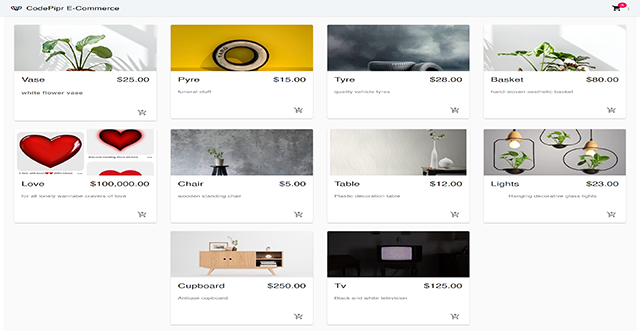 CodePipr E-Commerce
Vase $25.00
white flower vase
Pyre $15.00
funeral stuff
Tyre $28.00
quality vehicle tyres
Basket $80.00
hand woven aesthetic basket
Love $100,000.00
for all lonely wannabe cravers of love
Chair $5.00
wooden standing chair
Table $12.00
Plastic decoration table
Lights $23.00
Hanging decorative glass lights
Cupboard $250.00
Antique cupboard
Tv $125.00
Black and white television